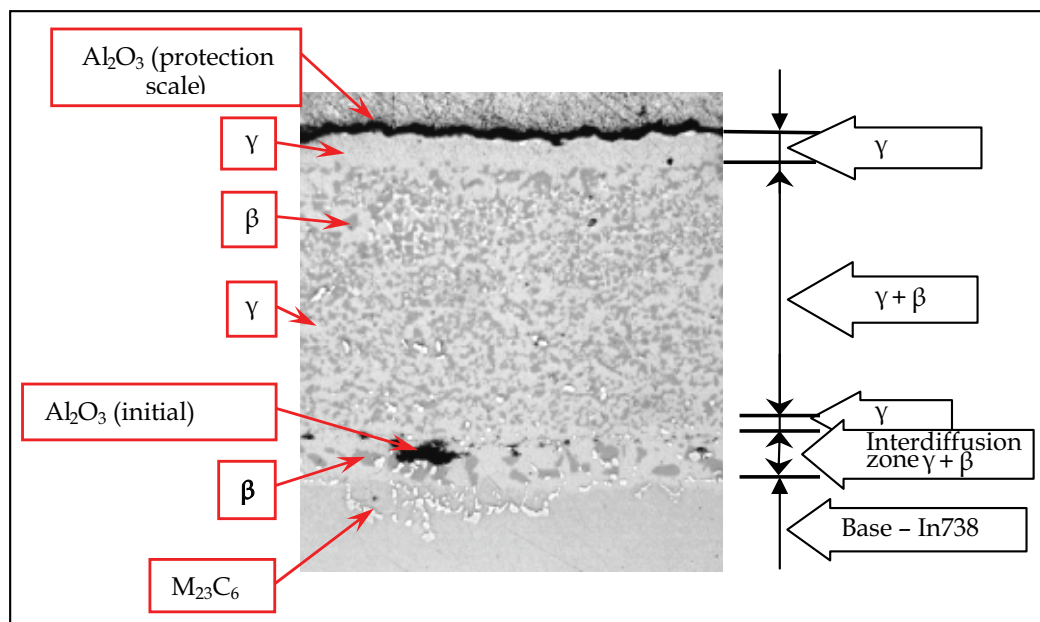 Al₂O₃ (protection
scale)
γ
β
γ
Al₂O₃ (initial)
β
M₂₃C₆
γ
γ + β
γ
Interdiffusion
zone γ + β
Base – In738